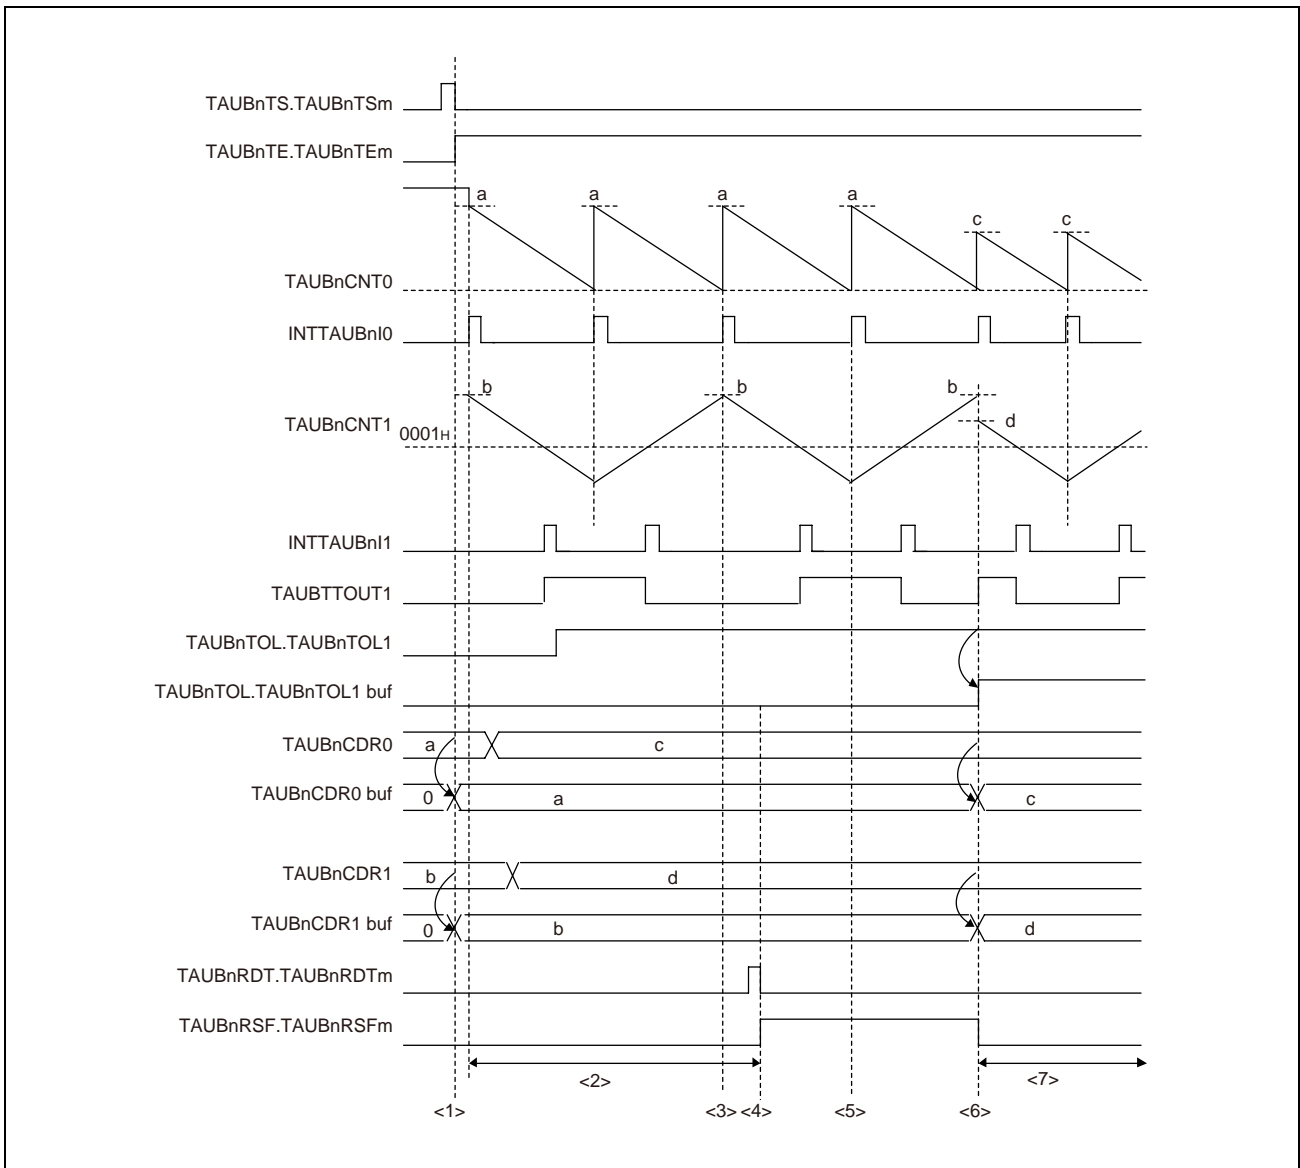 TAUBnTS.TAUBnTSm
TAUBnTE.TAUBnTEm
a a a a c c
TAUBnCNT0
INTTAUBnI0
b b b
TAUBnCNT1
0001H
d
INTTAUBnI1
TAUBTTOUT1
TAUBnTOL.TAUBnTOL1
TAUBnTOL.TAUBnTOL1 buf
TAUBnCDR0 a c
TAUBnCDR0 buf 0 a c
TAUBnCDR1 b d
TAUBnCDR1 buf 0 b d
TAUBnRDT.TAUBnRDTm
TAUBnRSF.TAUBnRSFm
<2> <7>
<1> <3> <4> <5> <6>